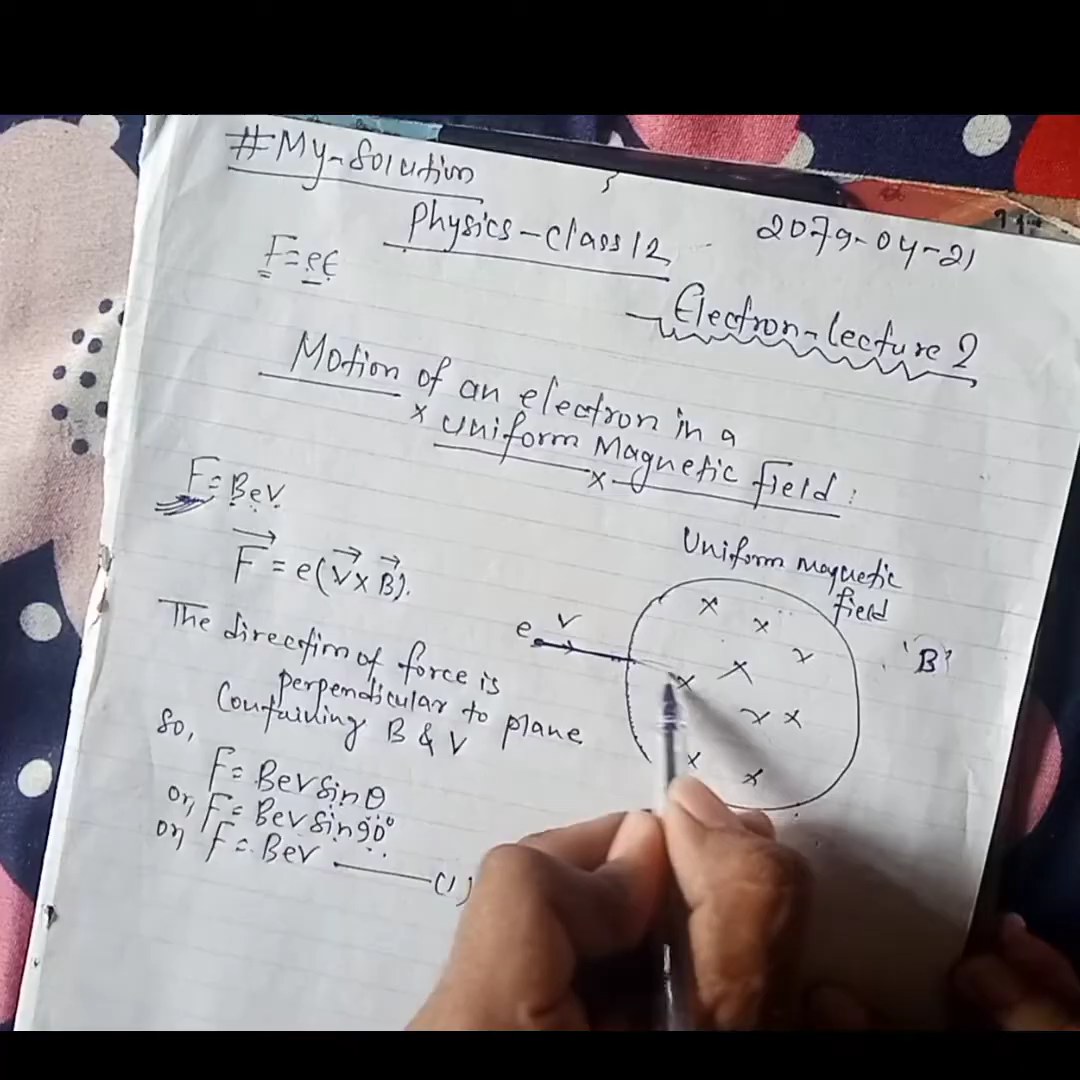 #My-Solution
Physics-Class 12
2079-04-21
F=eE
Electron-lecture 2
Motion of an electron in a
x Uniform Magnetic Field:
x
F=BeV
F = e(V x B).
Uniform magnetic
field
'B'
e V
The direction of force is
perpendicular to plane
Containing B & V
So,
F= Bev sinθ
or, F= Bev sin90°
or, F= Bev ——(1)